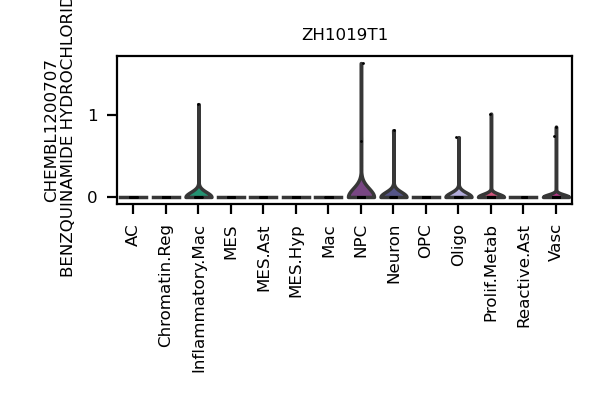 ZH1019T1
CHEMBL1200707
BENZQUINAMIDE HYDROCHLORID
1
0
AC
Chromatin.Reg
Inflammatory.Mac
MES
MES.Ast
MES.Hyp
Mac
NPC
Neuron
OPC
Oligo
Prolif.Metab
Reactive.Ast
Vasc